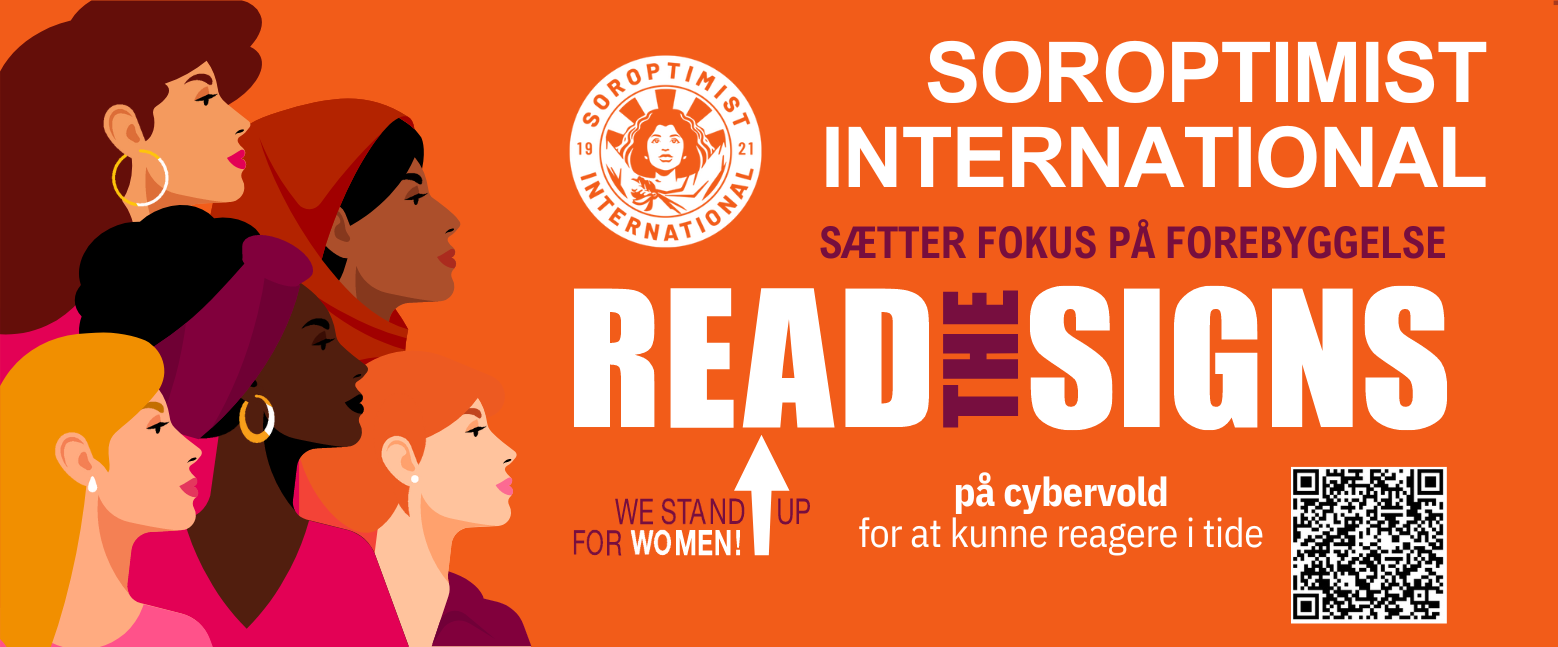 SOROPTIMIST
INTERNATIONAL
SOROPTIMIST
19 21
INTERNATIONAL
SÆTTER FOKUS PÅ FOREBYGGELSE
READ THE SIGNS
WE STAND UP
FOR WOMEN!
på cybervold
for at kunne reagere i tide